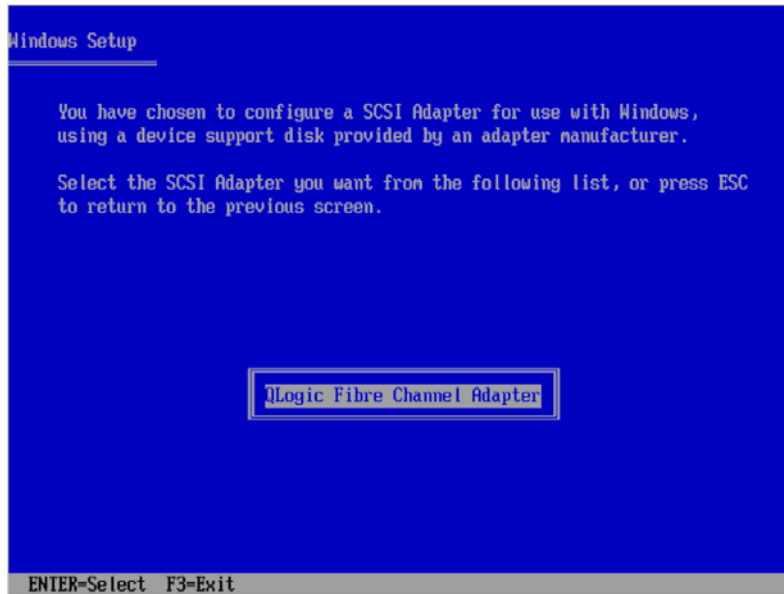 Windows Setup
You have chosen to configure a SCSI Adapter for use with Windows,
using a device support disk provided by an adapter manufacturer.
Select the SCSI Adapter you want from the following list, or press ESC
to return to the previous screen.
QLogic Fibre Channel Adapter
ENTER=Select F3=Exit